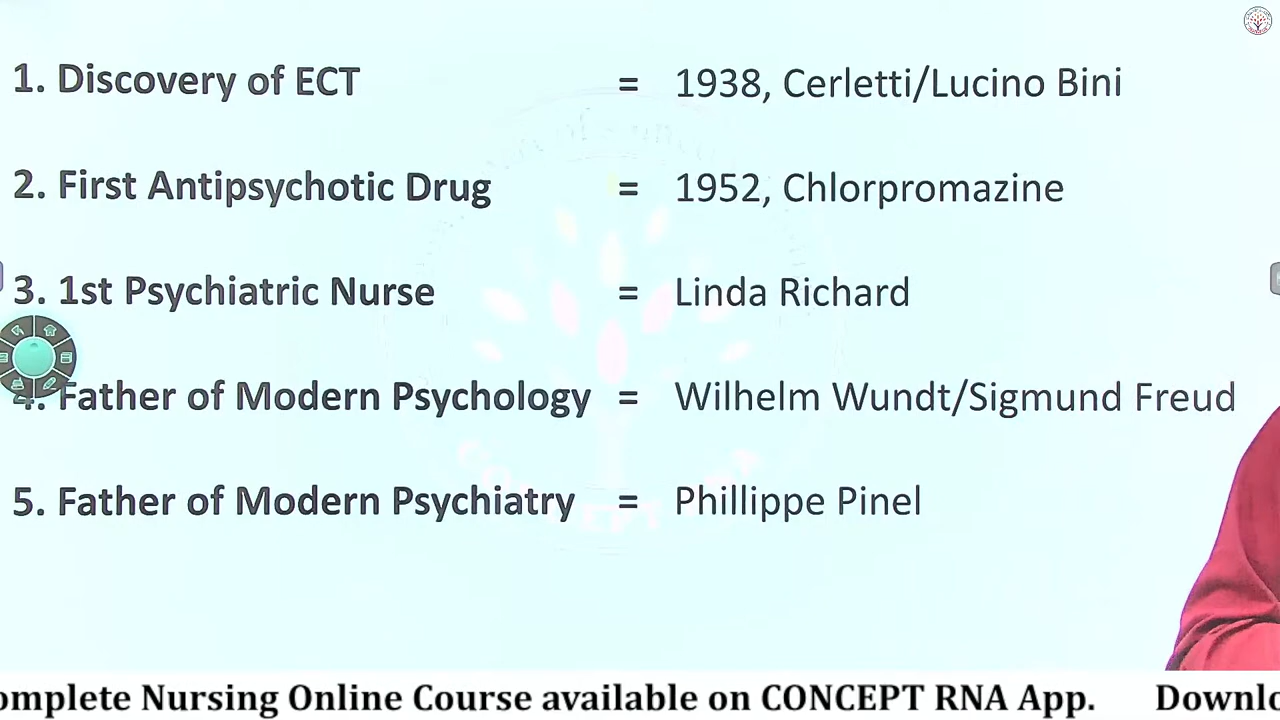 1. Discovery of ECT = 1938, Cerletti/Lucino Bini
2. First Antipsychotic Drug = 1952, Chlorpromazine
3. 1st Psychiatric Nurse = Linda Richard
4. Father of Modern Psychology = Wilhelm Wundt/Sigmund Freud
5. Father of Modern Psychiatry = Phillippe Pinel
omplete Nursing Online Course available on CONCEPT RNA App. Downlo